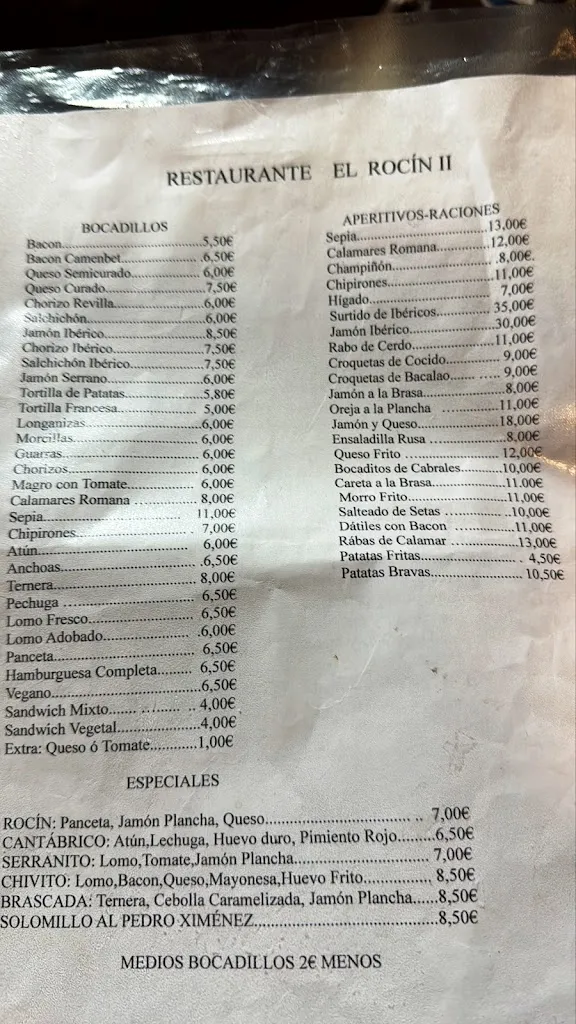 RESTAURANTE EL ROCÍN II
BOCADILLOS
Bacon 5,50€
Bacon Camenbet 6,50€
Queso Semicurado 6,00€
Queso Curado 7,50€
Chorizo Revilla 6,00€
Salchichón 6,00€
Jamón Ibérico 8,50€
Chorizo Ibérico 7,50€
Salchichón Ibérico 7,50€
Jamón Serrano 6,00€
Tortilla de Patatas 5,80€
Tortilla Francesa 5,00€
Longanizas 6,00€
Morcillas 6,00€
Guarras 6,00€
Chorizos 6,00€
Magro con Tomate 6,00€
Calamares Romana 8,00€
Sepia 11,00€
Chipirones 7,00€
Atún 6,00€
Anchoas 6,50€
Ternera 8,00€
Pechuga 6,50€
Lomo Fresco 6,50€
Lomo Adobado 6,00€
Panceta 6,50€
Hamburguesa Completa 6,50€
Vegano 6,50€
Sandwich Mixto 4,00€
Sandwich Vegetal 4,00€
Extra: Queso ó Tomate 1,00€
APERITIVOS-RACIONES
Sepia 13,00€
Calamares Romana 12,00€
Champiñón 8,00€.
Chipirones 11,00€
Hígado 7,00€
Surtido de Ibéricos 35,00€
Jamón Ibérico 30,00€
Rabo de Cerdo 11,00€
Croquetas de Cocido 9,00€
Croquetas de Bacalao 9,00€
Jamón a la Brasa 8,00€
Oreja a la Plancha 11,00€
Jamón y Queso 18,00€
Ensaladilla Rusa 8,00€
Queso Frito 12,00€
Bocaditos de Cabrales 10,00€
Careta a la Brasa 11.00€
Morro Frito 11,00€
Salteado de Setas 10,00€
Dátiles con Bacon 11,00€
Rábas de Calamar 13,00€
Patatas Fritas 4,50€
Patatas Bravas 10,50€
ESPECIALES
ROCÍN: Panceta, Jamón Plancha, Queso 7,00€
CANTÁBRICO: Atún,Lechuga, Huevo duro, Pimiento Rojo 6,50€
SERRANITO: Lomo,Tomate,Jamón Plancha 7,00€
CHIVITO: Lomo,Bacon,Queso,Mayonesa,Huevo Frito 8,50€
BRASCADA: Ternera, Cebolla Caramelizada, Jamón Plancha 8,50€
SOLOMILLO AL PEDRO XIMÉNEZ 8,50€
MEDIOS BOCADILLOS 2€ MENOS